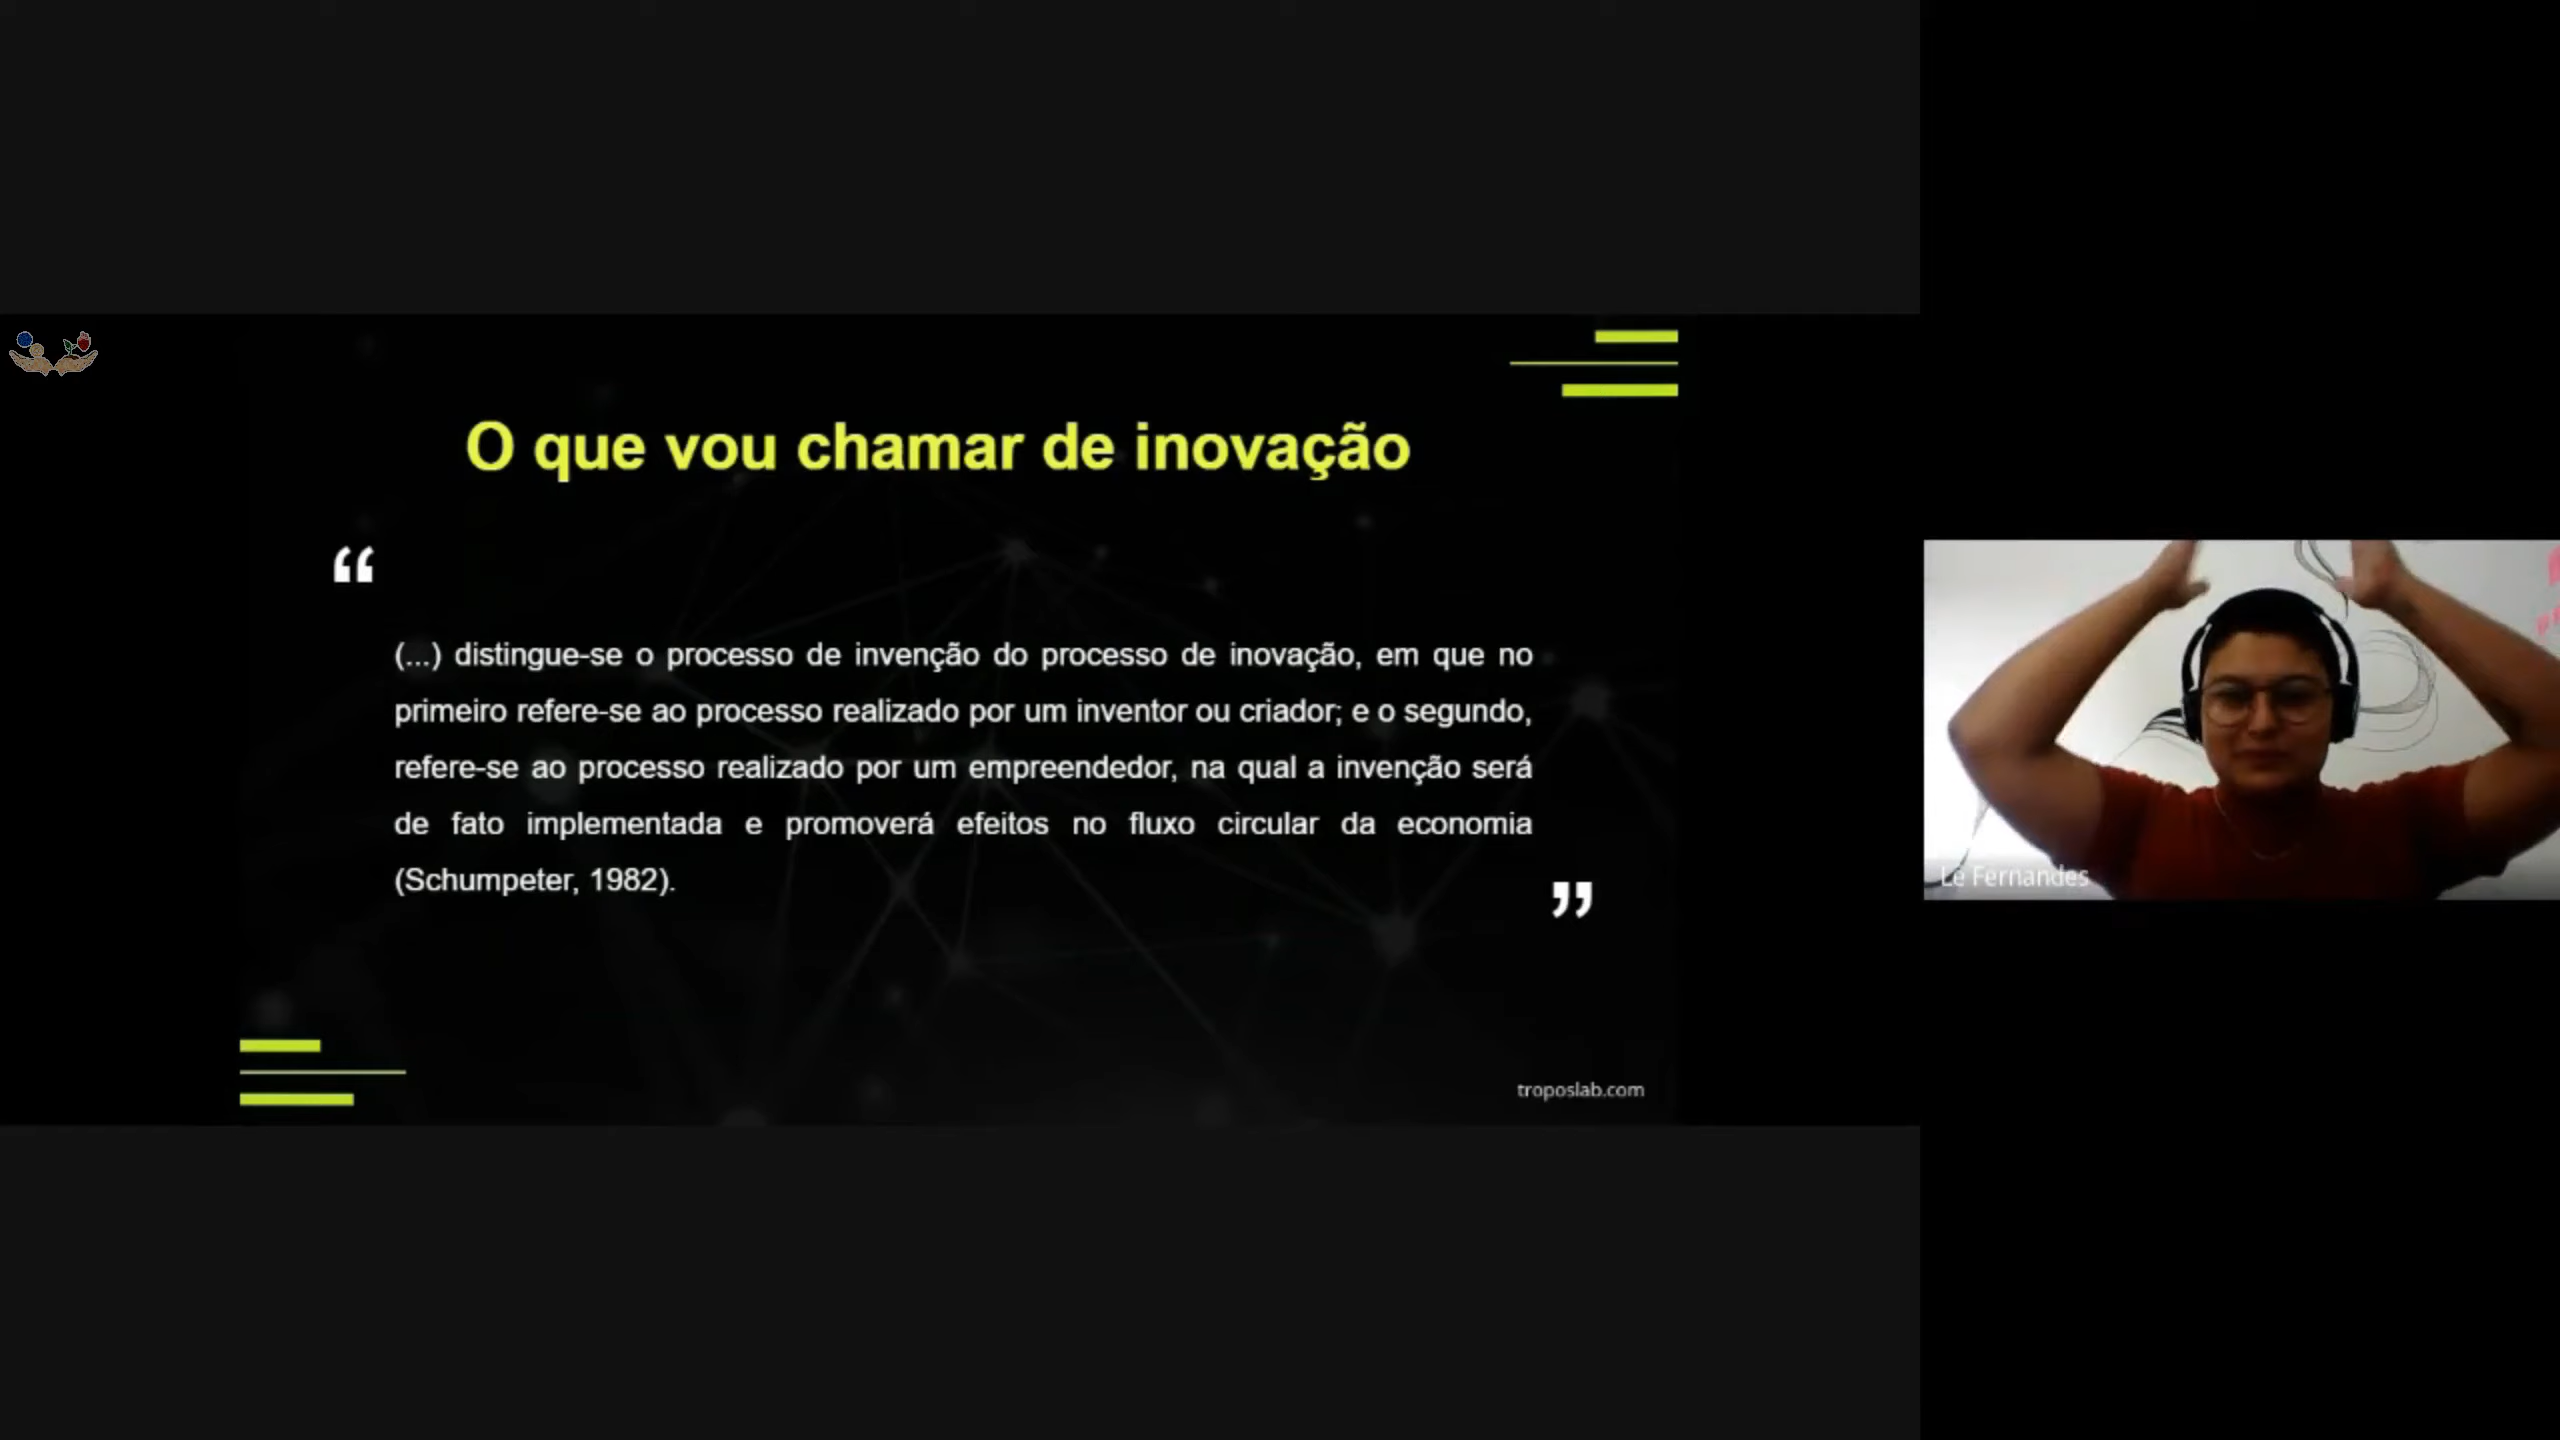 O que vou chamar de inovação
“
(...) distingue-se o processo de invenção do processo de inovação, em que no
primeiro refere-se ao processo realizado por um inventor ou criador; e o segundo,
refere-se ao processo realizado por um empreendedor, na qual a invenção será
de fato implementada e promoverá efeitos no fluxo circular da economia
(Schumpeter, 1982).
”
troposlab.com
Le Fernandes